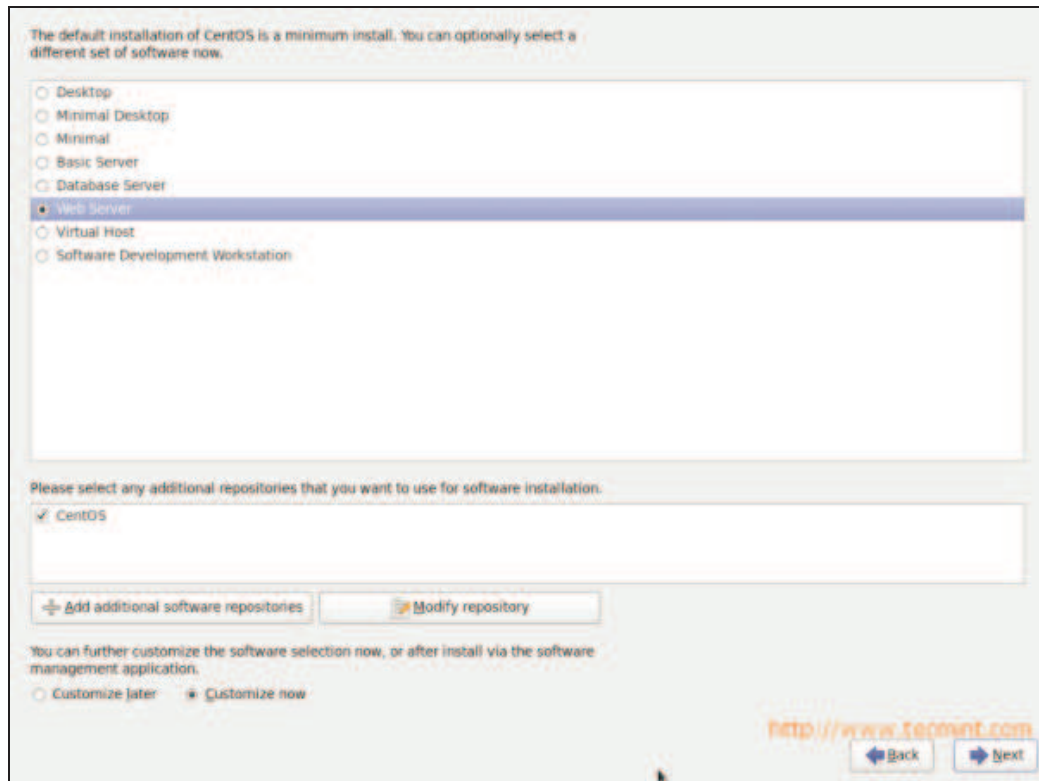 The default installation of CentOS is a minimum install. You can optionally select a
different set of software now.
Desktop
Minimal Desktop
Minimal
Basic Server
Database Server
Web Server
Virtual Host
Software Development Workstation
Please select any additional repositories that you want to use for software installation.
CentOS
Add additional software repositories
Modify repository
You can further customize the software selection now, or after install via the software
management application.
Customize later
Customize now
http://www.tecmint.com
Back
Next